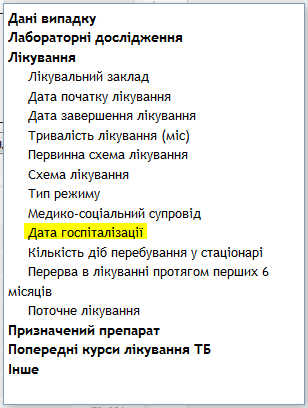 Дані випадку
Лабораторні дослідження
Лікування
Лікувальний заклад
Дата початку лікування
Дата завершення лікування
Тривалість лікування (міс)
Первинна схема лікування
Схема лікування
Тип режиму
Медико-соціальний супровід
Дата госпіталізації
Кількість діб перебування у стаціонарі
Перерва в лікуванні протягом перших 6
місяців
Поточне лікування
Призначений препарат
Попередні курси лікування ТБ
Інше